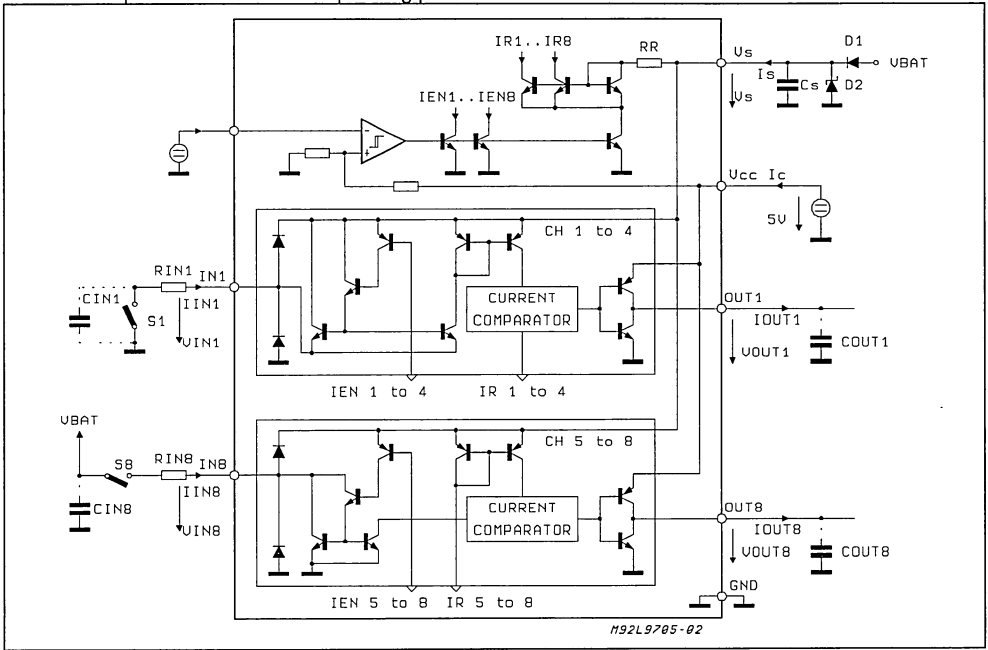 IR1..IR8
RR
Vs
Is
Cs
D1
VBAT
D2
Vs
IEN1..IEN8
-
+
Vcc Ic
5V
CH 1 to 4
RIN1
IN1
CIN1
S1
IIN1
VIN1
CURRENT
COMPARATOR
OUT1
IOUT1
VOUT1
COUT1
IEN 1 to 4
IR 1 to 4
VBAT
CH 5 to 8
S8
RIN8
IN8
IIN8
CIN8
VIN8
CURRENT
COMPARATOR
OUT8
IOUT8
VOUT8
COUT8
IEN 5 to 8
IR 5 to 8
GND
M92L9705-02